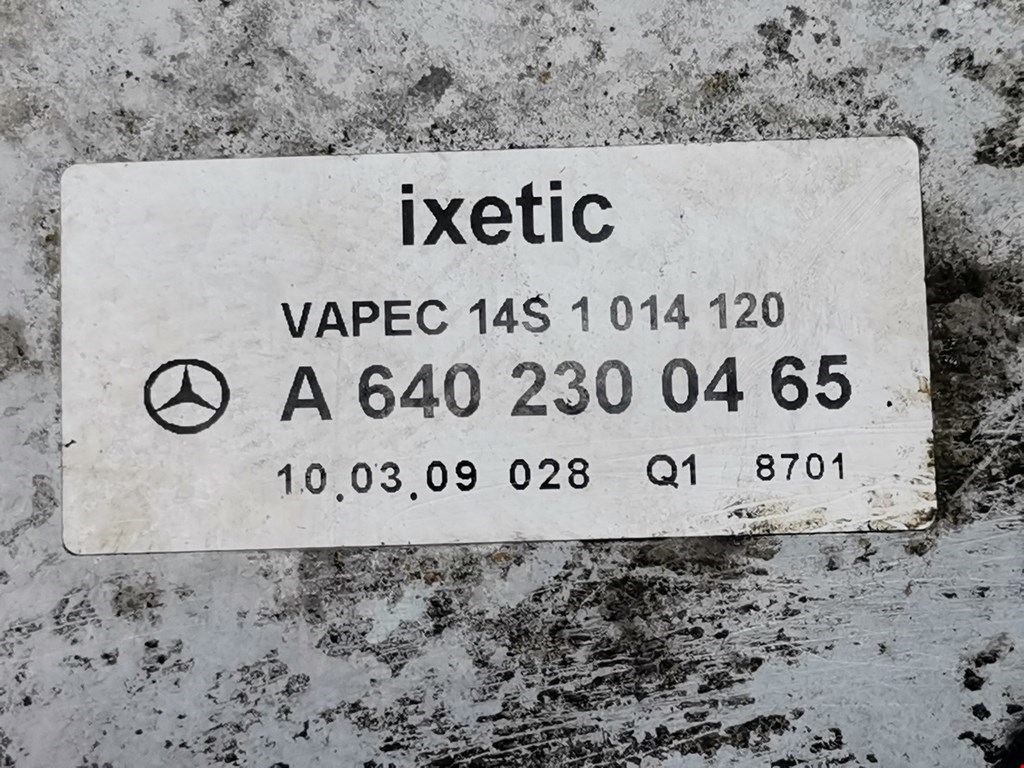 ixetic
VAPEC 14S 1 014 120
A 640 230 04 65
10.03.09 028 Q1 8701